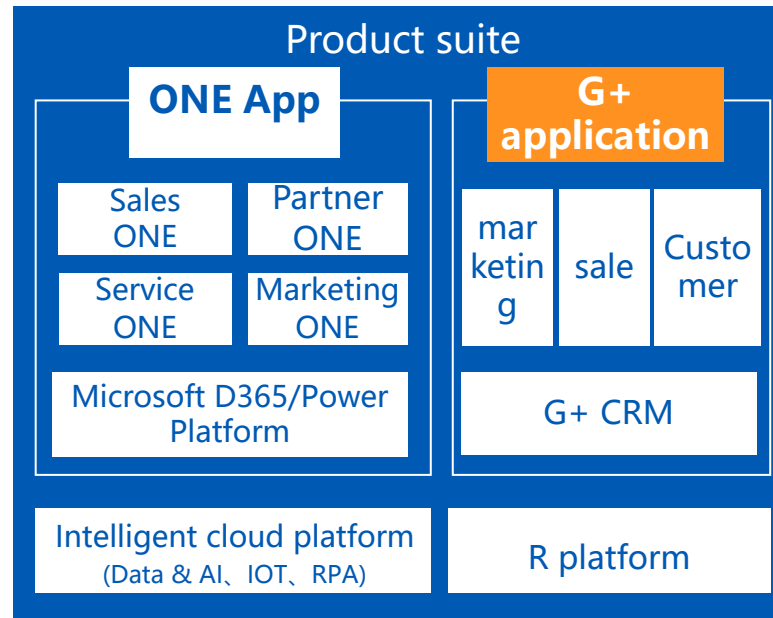 Product suite
ONE App
G+
application
Sales
ONE
Partner
ONE
Service
ONE
Marketing
ONE
Microsoft D365/Power
Platform
mar
ketin
g
sale
Custo
mer
G+ CRM
Intelligent cloud platform
(Data & AI、IOT、RPA)
R platform